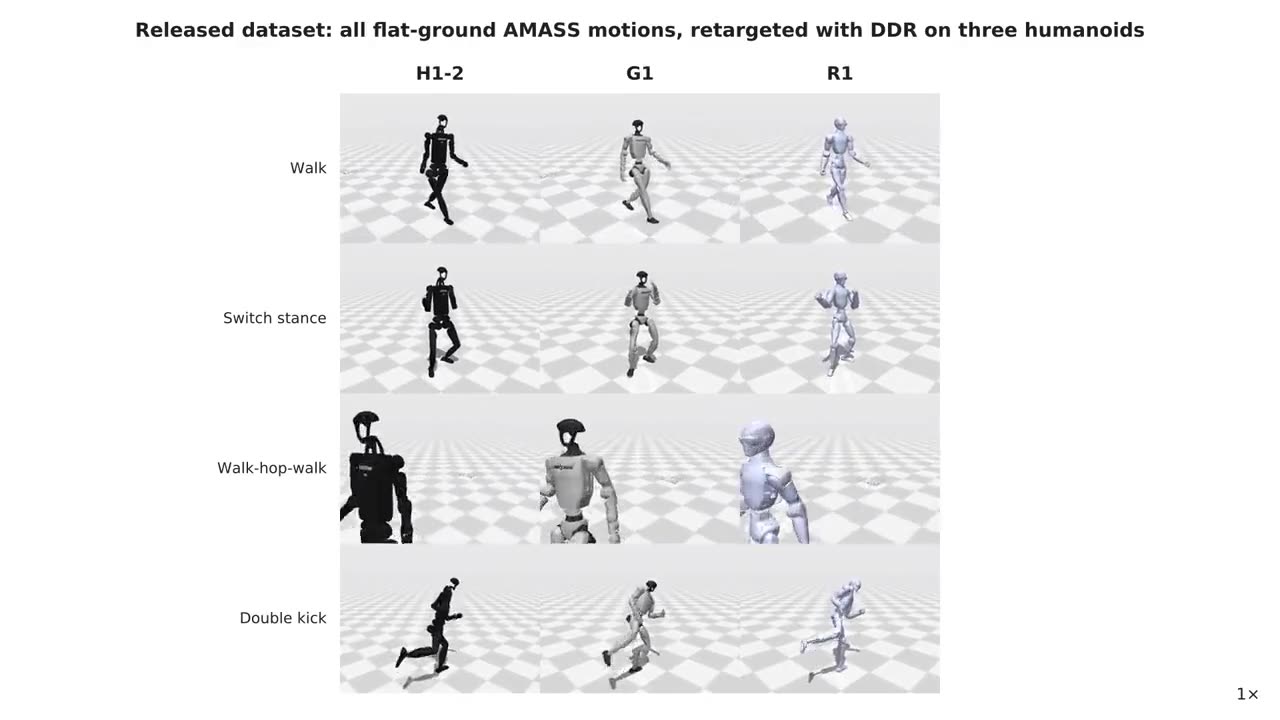 Released dataset: all flat-ground AMASS motions, retargeted with DDR on three humanoids
H1-2 G1 R1
Walk
Switch stance
Walk-hop-walk
Double kick
1×